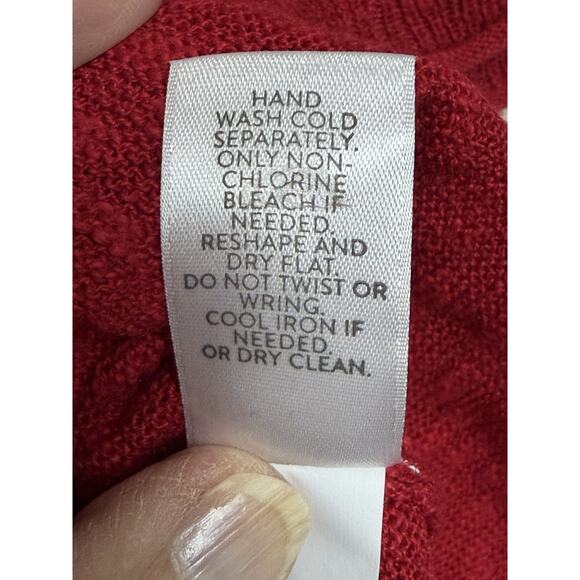 HAND
WASH COLD
SEPARATELY.
ONLY NON-
CHLORINE
BLEACH IF
NEEDED.
RESHAPE AND
DRY FLAT.
DO NOT TWIST OR
WRING.
COOL IRON IF
NEEDED
OR DRY CLEAN.